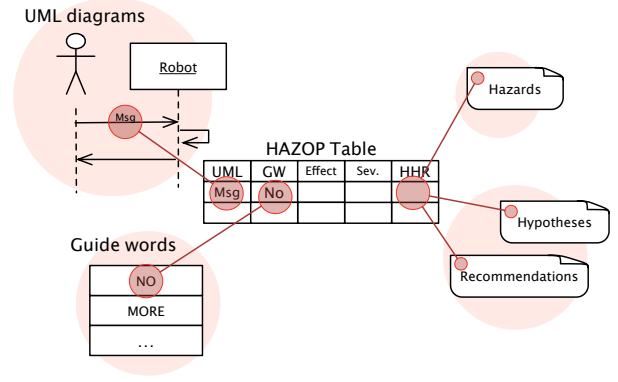 UML diagrams
Robot
Msg
Hazards
HAZOP Table
UML GW Effect Sev. HHR
Msg No
Hypotheses
Guide words
Recommendations
NO
MORE
...